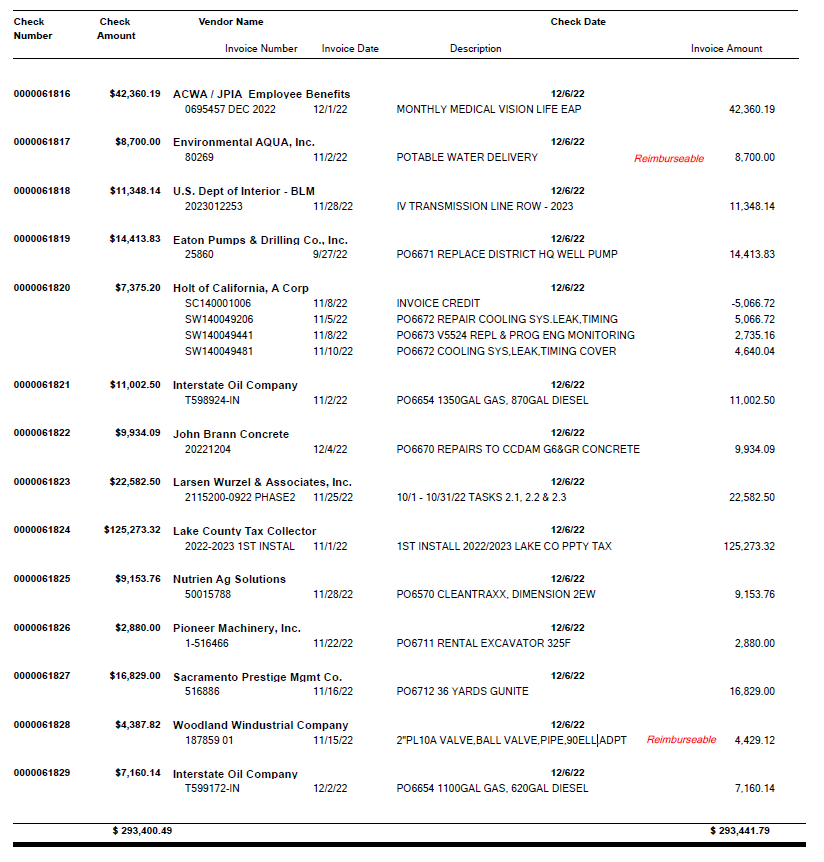 Check Check Vendor Name Check Date
Number Amount
Invoice Number Invoice Date Description Invoice Amount
0000061816 $42,360.19 ACWA / JPIA Employee Benefits 12/6/22
0695457 DEC 2022 12/1/22 MONTHLY MEDICAL VISION LIFE EAP 42,360.19
0000061817 $8,700.00 Environmental AQUA, Inc. 12/6/22
80269 11/2/22 POTABLE WATER DELIVERY Reimburseable 8,700.00
0000061818 $11,348.14 U.S. Dept of Interior - BLM 12/6/22
2023012253 11/28/22 IV TRANSMISSION LINE ROW - 2023 11,348.14
0000061819 $14,413.83 Eaton Pumps & Drilling Co., Inc. 12/6/22
25860 9/27/22 PO6671 REPLACE DISTRICT HQ WELL PUMP 14,413.83
0000061820 $7,375.20 Holt of California, A Corp 12/6/22
SC140001006 11/8/22 INVOICE CREDIT -5,066.72
SW140049206 11/5/22 PO6672 REPAIR COOLING SYS.LEAK,TIMING 5,066.72
SW140049441 11/8/22 PO6673 V5524 REPL & PROG ENG MONITORING 2,735.16
SW140049481 11/10/22 PO6672 COOLING SYS,LEAK,TIMING COVER 4,640.04
0000061821 $11,002.50 Interstate Oil Company 12/6/22
T598924-IN 11/2/22 PO6654 1350GAL GAS, 870GAL DIESEL 11,002.50
0000061822 $9,934.09 John Brann Concrete 12/6/22
20221204 12/4/22 PO6670 REPAIRS TO CCDAM G6&GR CONCRETE 9,934.09
0000061823 $22,582.50 Larsen Wurzel & Associates, Inc. 12/6/22
2115200-0922 PHASE2 11/25/22 10/1 - 10/31/22 TASKS 2.1, 2.2 & 2.3 22,582.50
0000061824 $125,273.32 Lake County Tax Collector 12/6/22
2022-2023 1ST INSTAL 11/1/22 1ST INSTALL 2022/2023 LAKE CO PPTY TAX 125,273.32
0000061825 $9,153.76 Nutrien Ag Solutions 12/6/22
50015788 11/28/22 PO6570 CLEANTRAXX, DIMENSION 2EW 9,153.76
0000061826 $2,880.00 Pioneer Machinery, Inc. 12/6/22
1-516466 11/22/22 PO6711 RENTAL EXCAVATOR 325F 2,880.00
0000061827 $16,829.00 Sacramento Prestige Mgmt Co. 12/6/22
516886 11/16/22 PO6712 36 YARDS GUNITE 16,829.00
0000061828 $4,387.82 Woodland Windustrial Company 12/6/22
187859 01 11/15/22 2"PL10A VALVE,BALL VALVE,PIPE,90ELL,ADPT Reimburseable 4,429.12
0000061829 $7,160.14 Interstate Oil Company 12/6/22
T599172-IN 12/2/22 PO6654 1100GAL GAS, 620GAL DIESEL 7,160.14
$ 293,400.49 $ 293,441.79